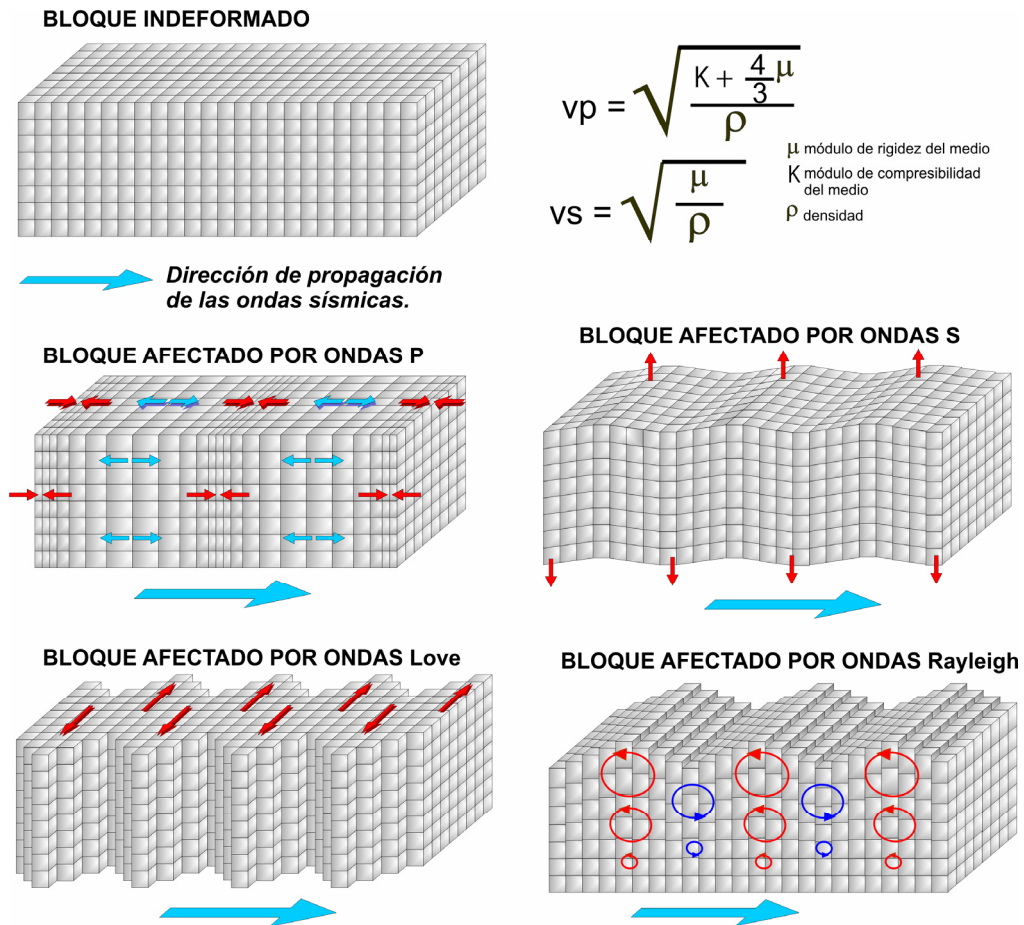 BLOQUE INDEFORMADO
vp = √((K + 4/3 μ)/ρ)
μ módulo de rigidez del medio
K módulo de compresibilidad
del medio
ρ densidad
vs = √(μ/ρ)
Dirección de propagación
de las ondas sísmicas.
BLOQUE AFECTADO POR ONDAS P
BLOQUE AFECTADO POR ONDAS S
BLOQUE AFECTADO POR ONDAS Love
BLOQUE AFECTADO POR ONDAS Rayleigh